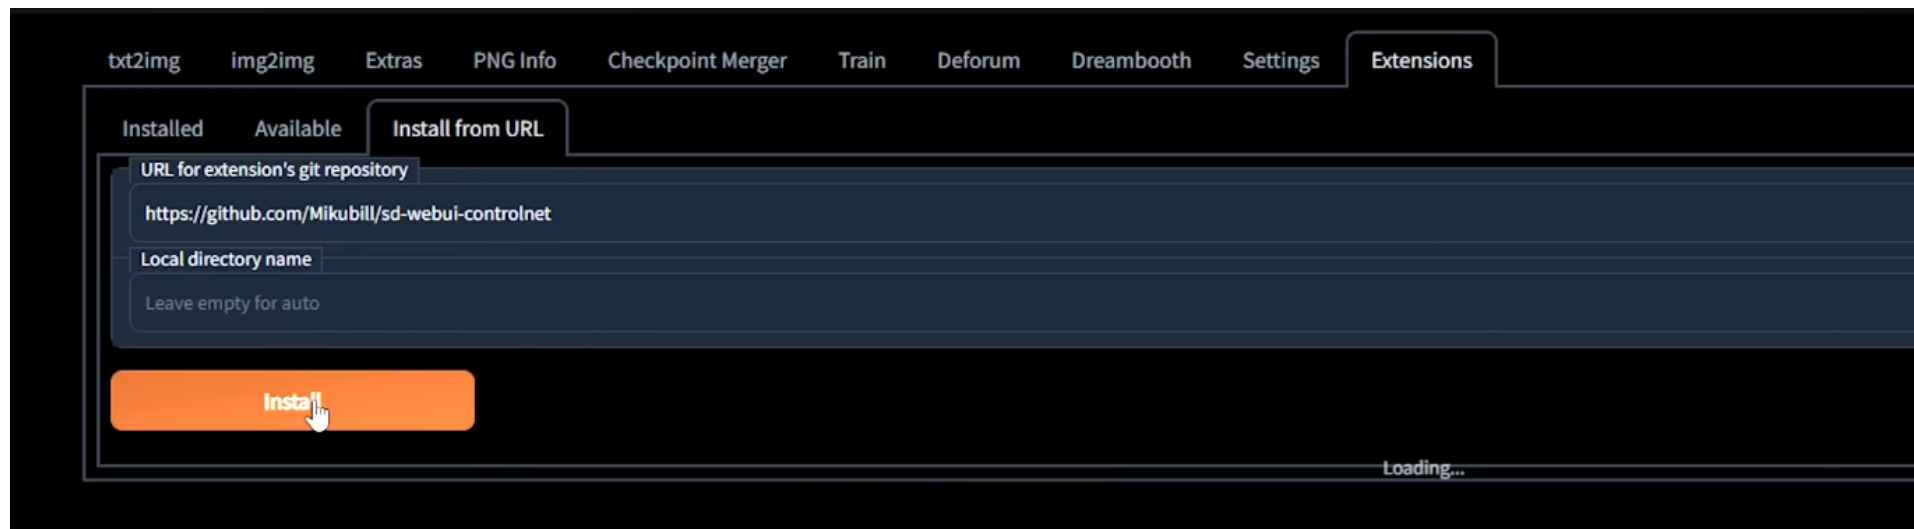 txt2img img2img Extras PNG Info Checkpoint Merger Train Deforum Dreambooth Settings Extensions
Installed Available Install from URL
URL for extension's git repository
https://github.com/Mikubill/sd-webui-controlnet
Local directory name
Leave empty for auto
Install
Loading...